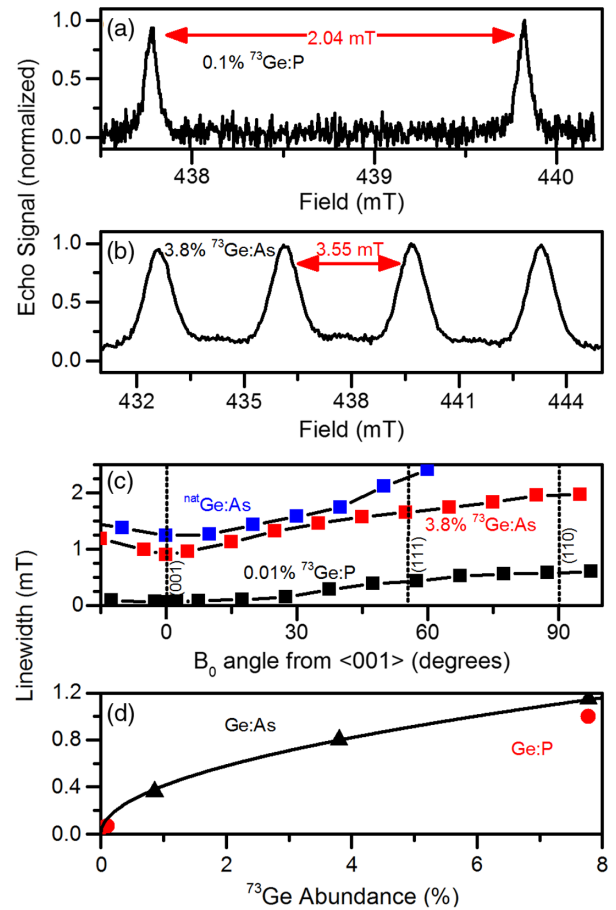 (a)
2.04 mT
0.1% ⁷³Ge:P
1.0
0.5
0.0
438
439
440
Field (mT)
Echo Signal (normalized)
(b)
3.8% ⁷³Ge:As
3.55 mT
1.0
0.5
0.0
432
435
438
441
444
Field (mT)
(c)
ⁿᵃᵗGe:As
3.8% ⁷³Ge:As
0.01% ⁷³Ge:P
(001)
(111)
(110)
2
1
0
0
30
60
90
B₀ angle from <001> (degrees)
Linewidth (mT)
(d)
Ge:As
Ge:P
1.2
0.8
0.4
0.0
0
2
4
6
8
⁷³Ge Abundance (%)